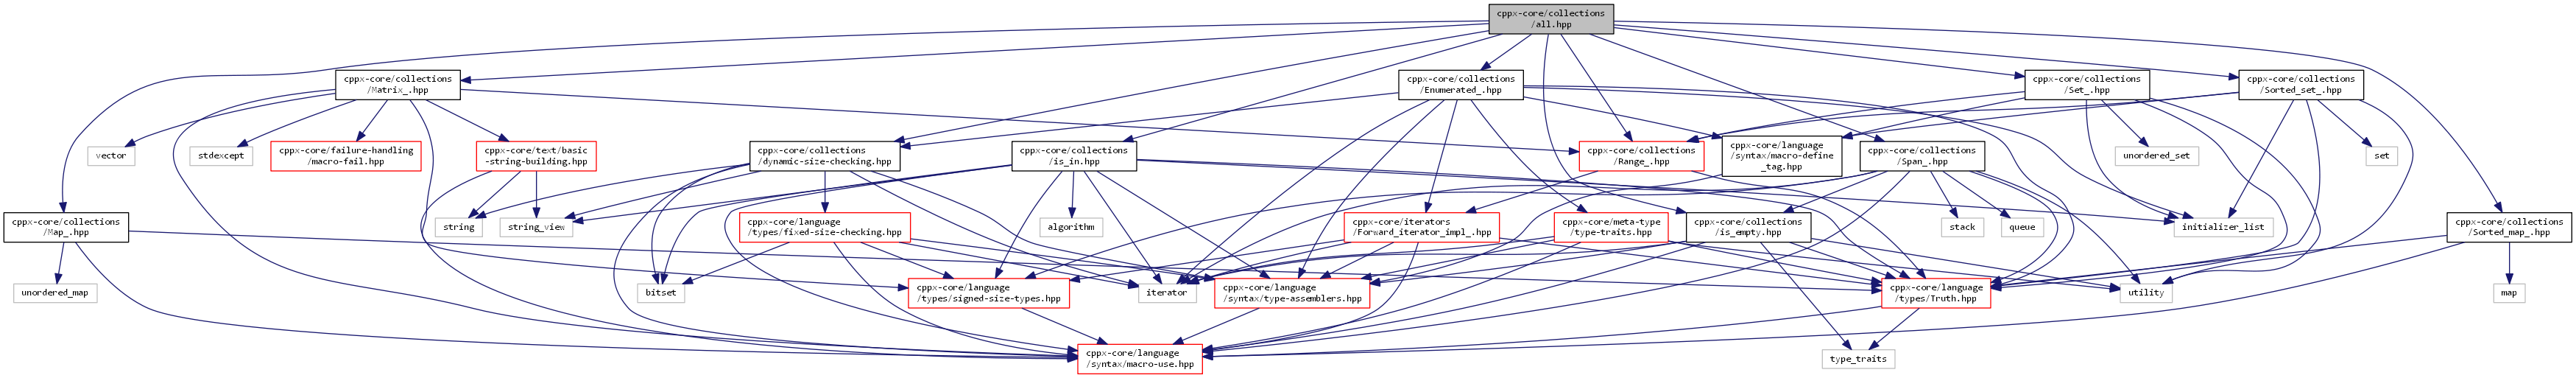 cppx-core/collections
/all.hpp
cppx-core/collections
/Matrix_.hpp
cppx-core/collections
/Enumerated_.hpp
cppx-core/collections
/Set_.hpp
cppx-core/collections
/Sorted_set_.hpp
vector
stdexcept
cppx-core/failure-handling
/macro-fail.hpp
cppx-core/text/basic
-string-building.hpp
cppx-core/collections
/dynamic-size-checking.hpp
cppx-core/collections
/is_in.hpp
cppx-core/collections
/Range_.hpp
cppx-core/language
/syntax/macro-define
_tag.hpp
cppx-core/collections
/Span_.hpp
unordered_set
set
cppx-core/collections
/Map_.hpp
string
string_view
cppx-core/language
/types/fixed-size-checking.hpp
algorithm
cppx-core/iterators
/Forward_iterator_impl_.hpp
cppx-core/meta-type
/type-traits.hpp
cppx-core/collections
/is_empty.hpp
stack
queue
initializer_list
cppx-core/collections
/Sorted_map_.hpp
unordered_map
bitset
cppx-core/language
/types/signed-size-types.hpp
iterator
cppx-core/language
/syntax/type-assemblers.hpp
cppx-core/language
/types/Truth.hpp
utility
map
cppx-core/language
/syntax/macro-use.hpp
type_traits